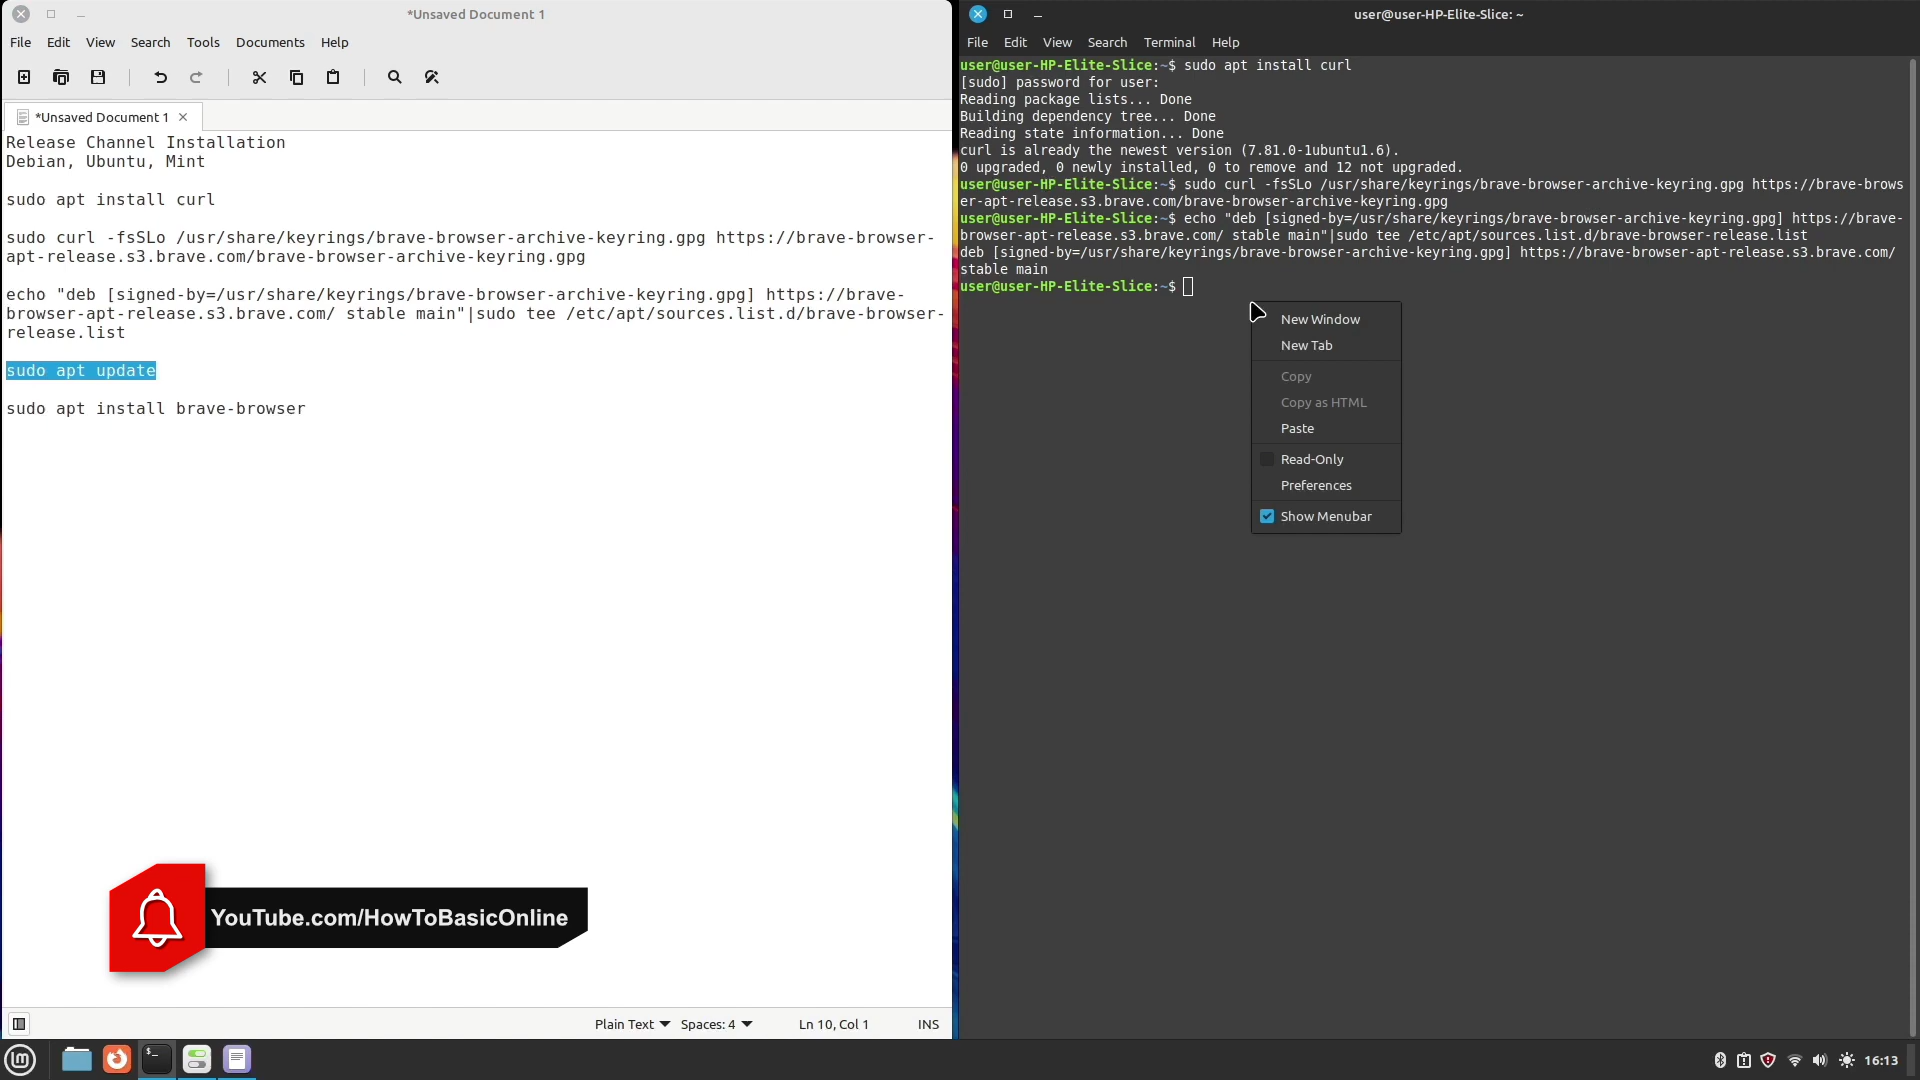 *Unsaved Document 1
File Edit View Search Tools Documents Help
*Unsaved Document 1
Release Channel Installation
Debian, Ubuntu, Mint
sudo apt install curl
sudo curl -fsSLo /usr/share/keyrings/brave-browser-archive-keyring.gpg https://brave-browser-
apt-release.s3.brave.com/brave-browser-archive-keyring.gpg
echo "deb [signed-by=/usr/share/keyrings/brave-browser-archive-keyring.gpg] https://brave-
browser-apt-release.s3.brave.com/ stable main"|sudo tee /etc/apt/sources.list.d/brave-browser-
release.list
sudo apt update
sudo apt install brave-browser
YouTube.com/HowToBasicOnline
Plain Text Spaces: 4 Ln 10, Col 1 INS
user@user-HP-Elite-Slice: ~
File Edit View Search Terminal Help
user@user-HP-Elite-Slice:~$ sudo apt install curl
[sudo] password for user:
Reading package lists... Done
Building dependency tree... Done
Reading state information... Done
curl is already the newest version (7.81.0-1ubuntu1.6).
0 upgraded, 0 newly installed, 0 to remove and 12 not upgraded.
user@user-HP-Elite-Slice:~$ sudo curl -fsSLo /usr/share/keyrings/brave-browser-archive-keyring.gpg https://brave-brows
er-apt-release.s3.brave.com/brave-browser-archive-keyring.gpg
user@user-HP-Elite-Slice:~$ echo "deb [signed-by=/usr/share/keyrings/brave-browser-archive-keyring.gpg] https://brave-
browser-apt-release.s3.brave.com/ stable main"|sudo tee /etc/apt/sources.list.d/brave-browser-release.list
deb [signed-by=/usr/share/keyrings/brave-browser-archive-keyring.gpg] https://brave-browser-apt-release.s3.brave.com/
stable main
user@user-HP-Elite-Slice:~$
New Window
New Tab
Copy
Copy as HTML
Paste
Read-Only
Preferences
Show Menubar
16:13